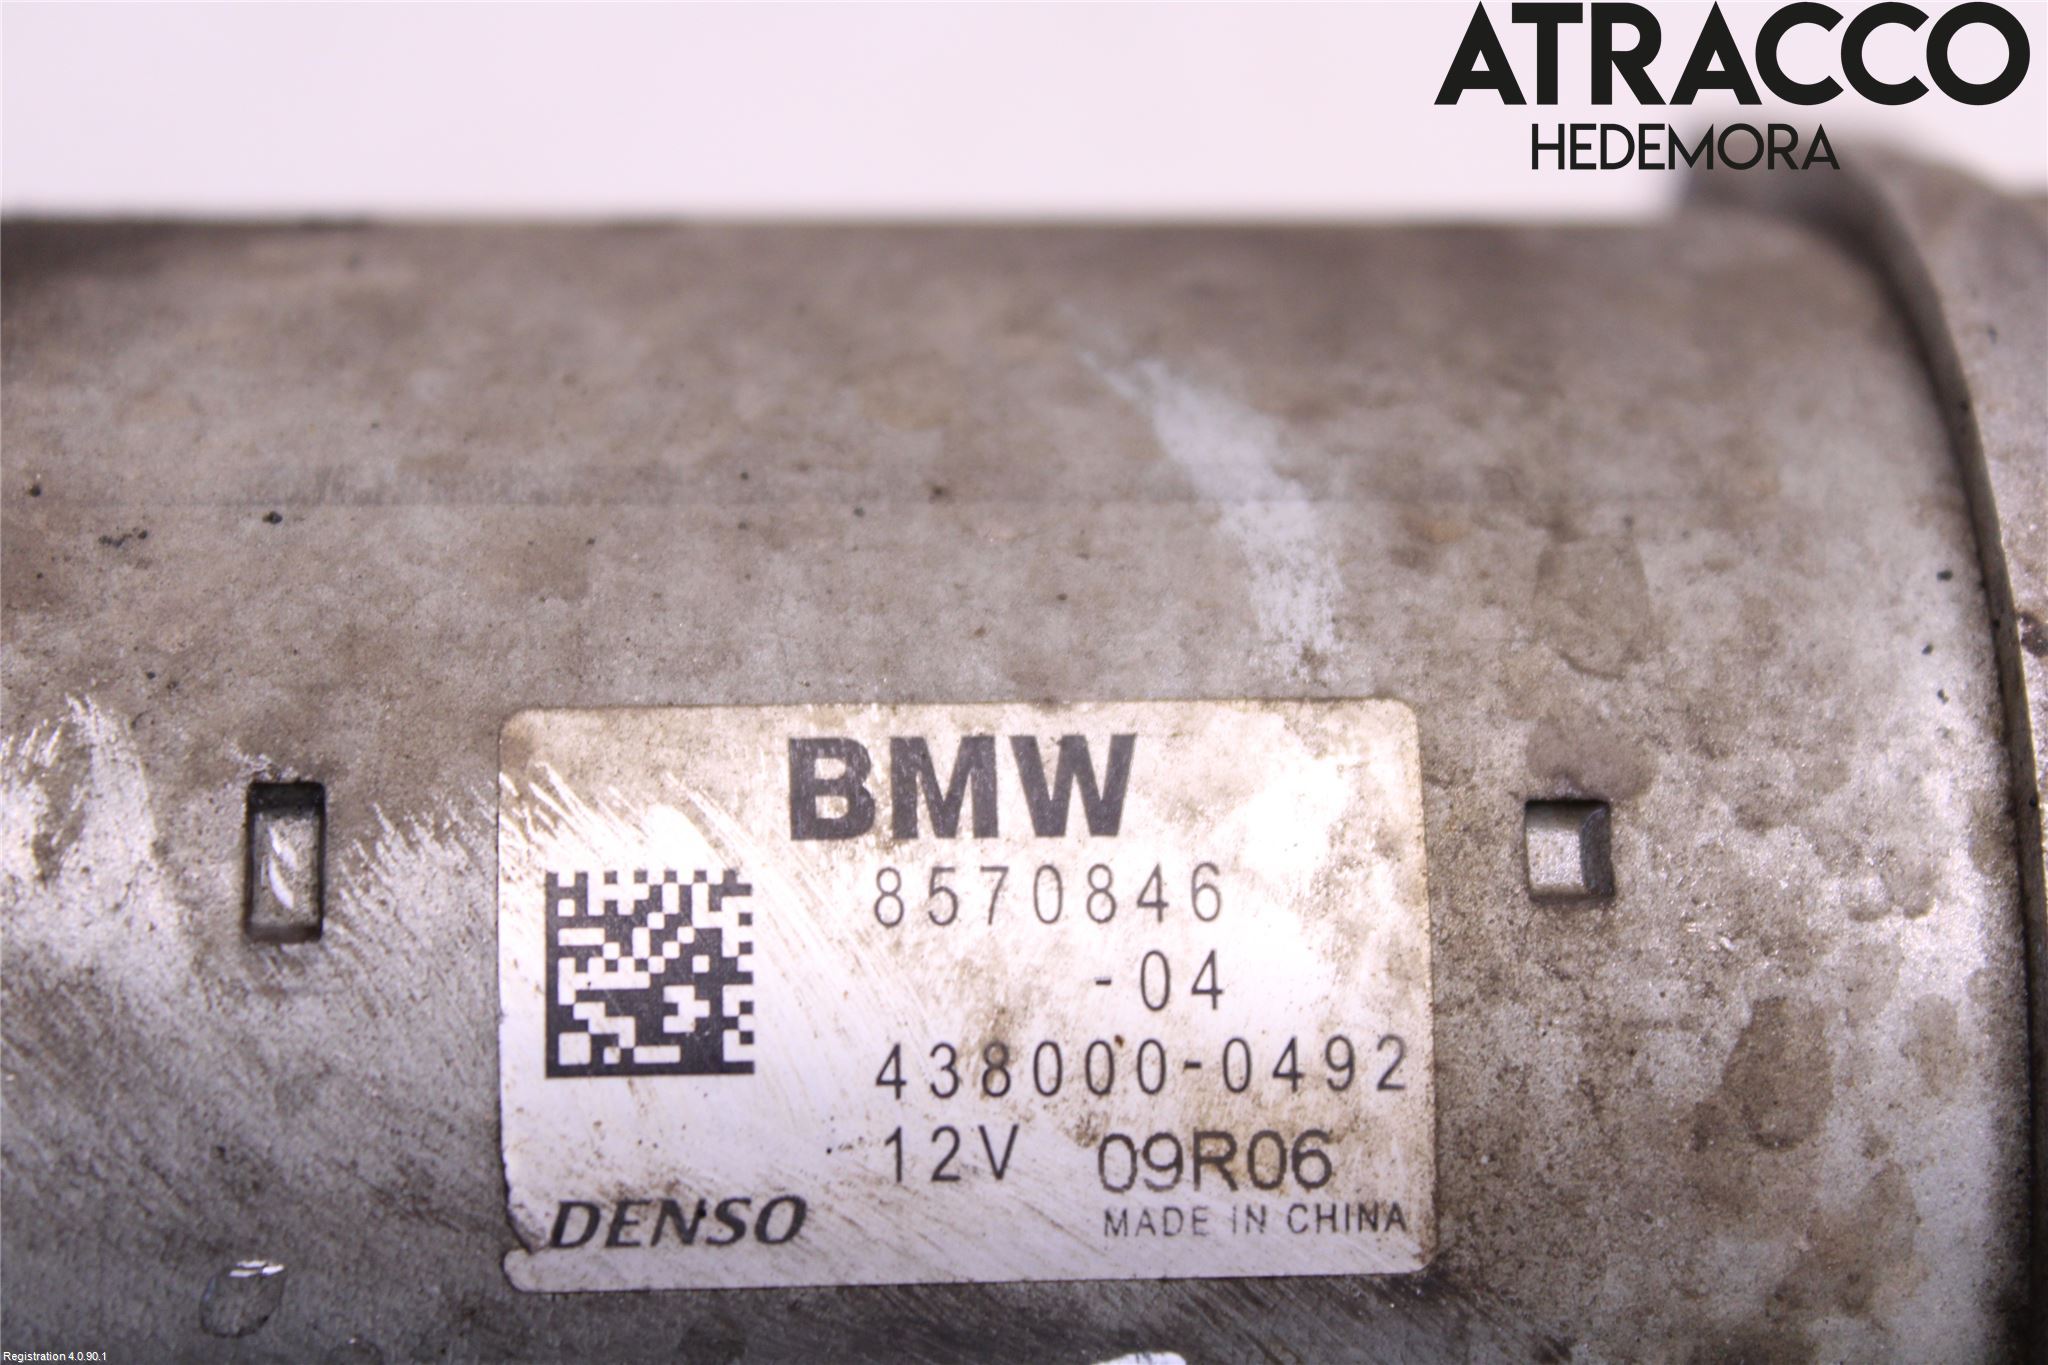 ATRACCO
HEDEMORA
BMW
8570846
-04
438000-0492
12V 09R06
DENSO MADE IN CHINA
Registration 4.0.90.1